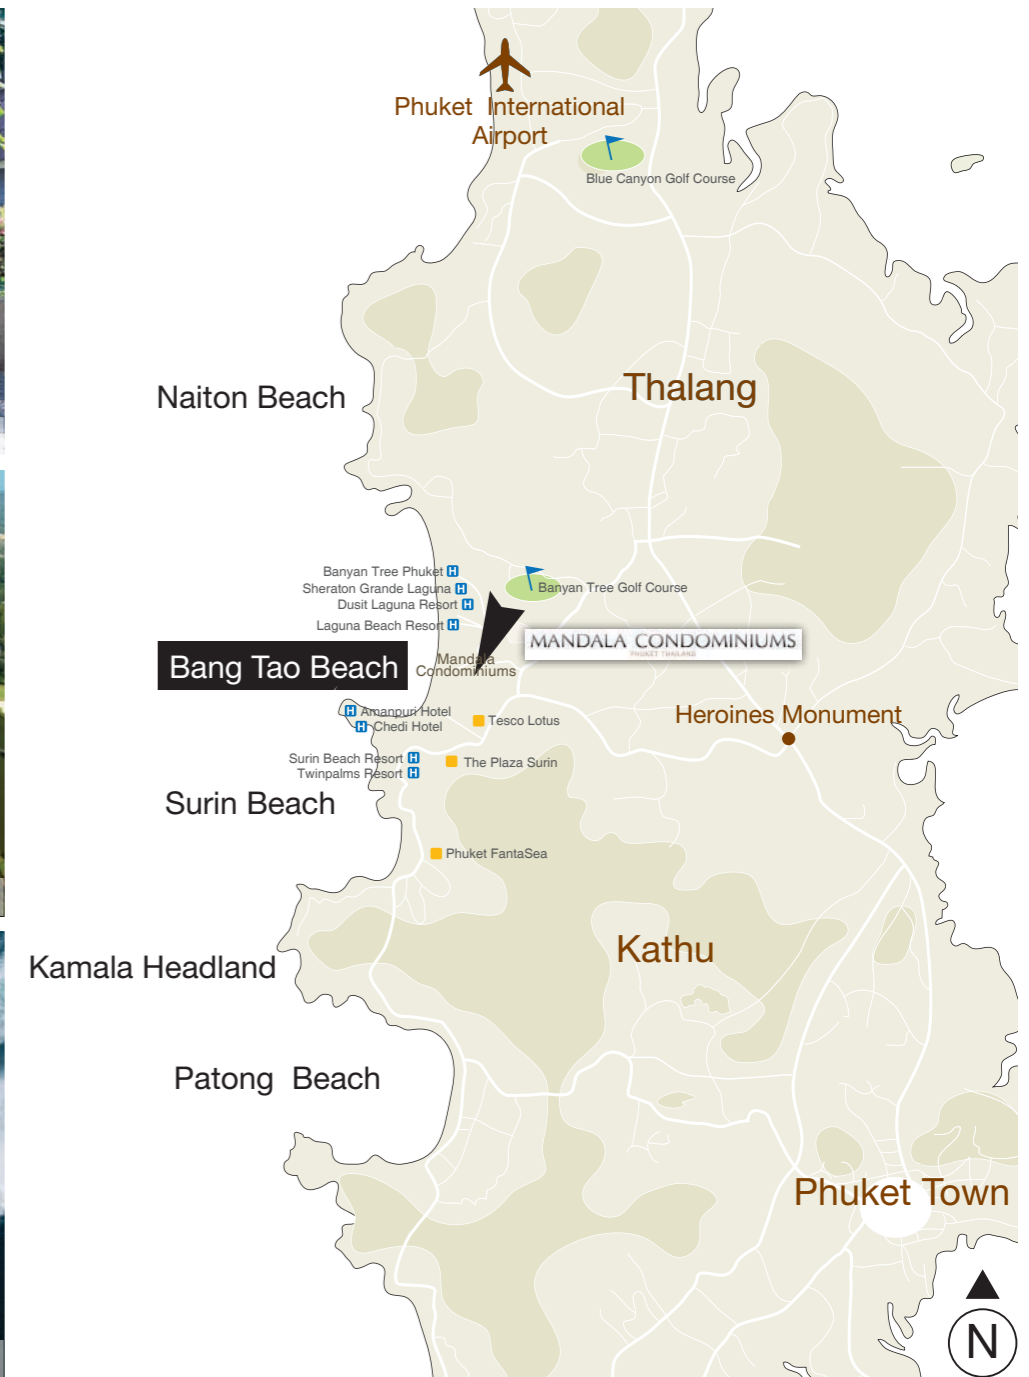 Phuket International
Airport
Blue Canyon Golf Course
Naiton Beach
Thalang
Banyan Tree Phuket H
Sheraton Grande Laguna H
Dusit Laguna Resort H
Laguna Beach Resort H
Banyan Tree Golf Course
MANDALA CONDOMINIUMS
PHUKET THAILAND
Bang Tao Beach
Mandala
Condominiums
H Amanpuri Hotel
H Chedi Hotel
Tesco Lotus
Heroines Monument
Surin Beach Resort H
Twinpalms Resort H
The Plaza Surin
Surin Beach
Phuket FantaSea
Kathu
Kamala Headland
Patong Beach
Phuket Town
N